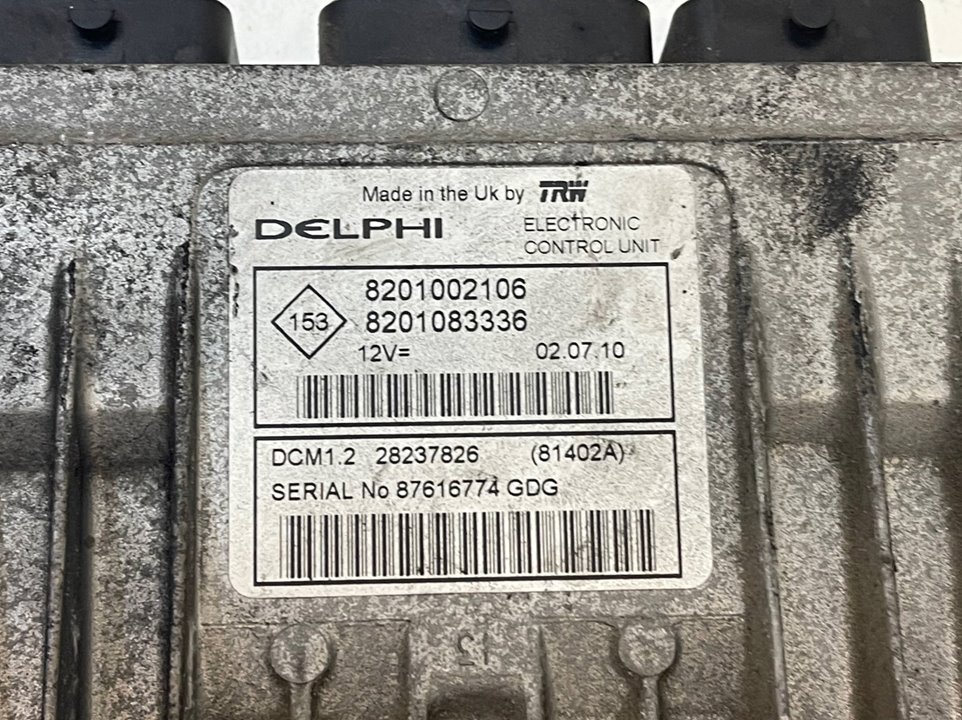 Made in the Uk by TRW
DELPHI
ELECTRONIC
CONTROL UNIT
153
8201002106
8201083336
12V=
02.07.10
DCM1.2 28237826 (81402A)
SERIAL No 87616774 GDG